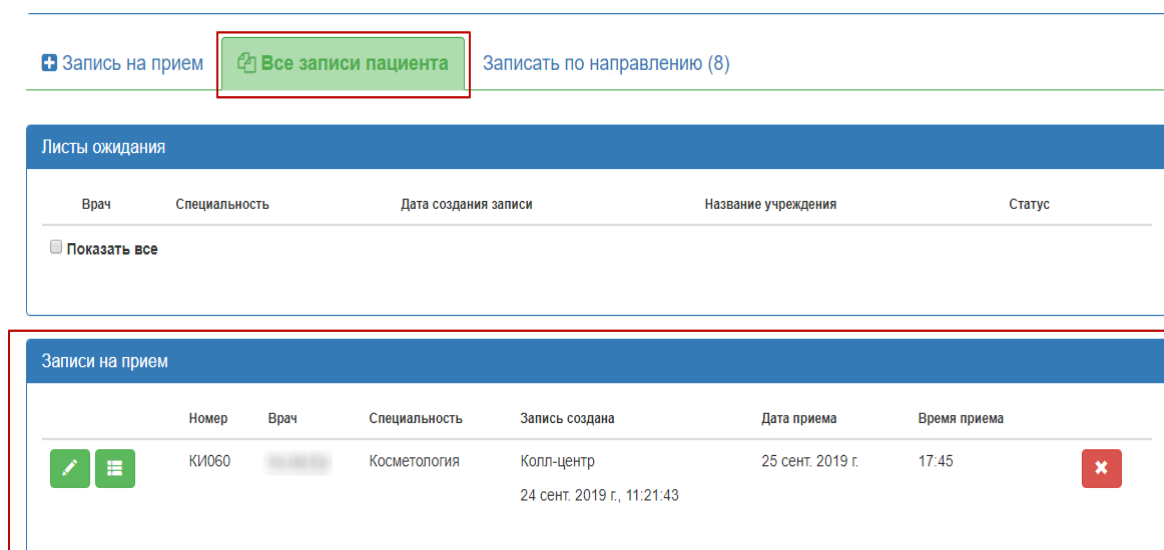 Запись на прием Все записи пациента Записать по направлению (8)
Листы ожидания
Врач Специальность Дата создания записи Название учреждения Статус
Показать все
Записи на прием
Номер Врач Специальность Запись создана Дата приема Время приема
КИ060 Косметология Колл-центр 25 сент. 2019 г. 17:45
24 сент. 2019 г., 11:21:43